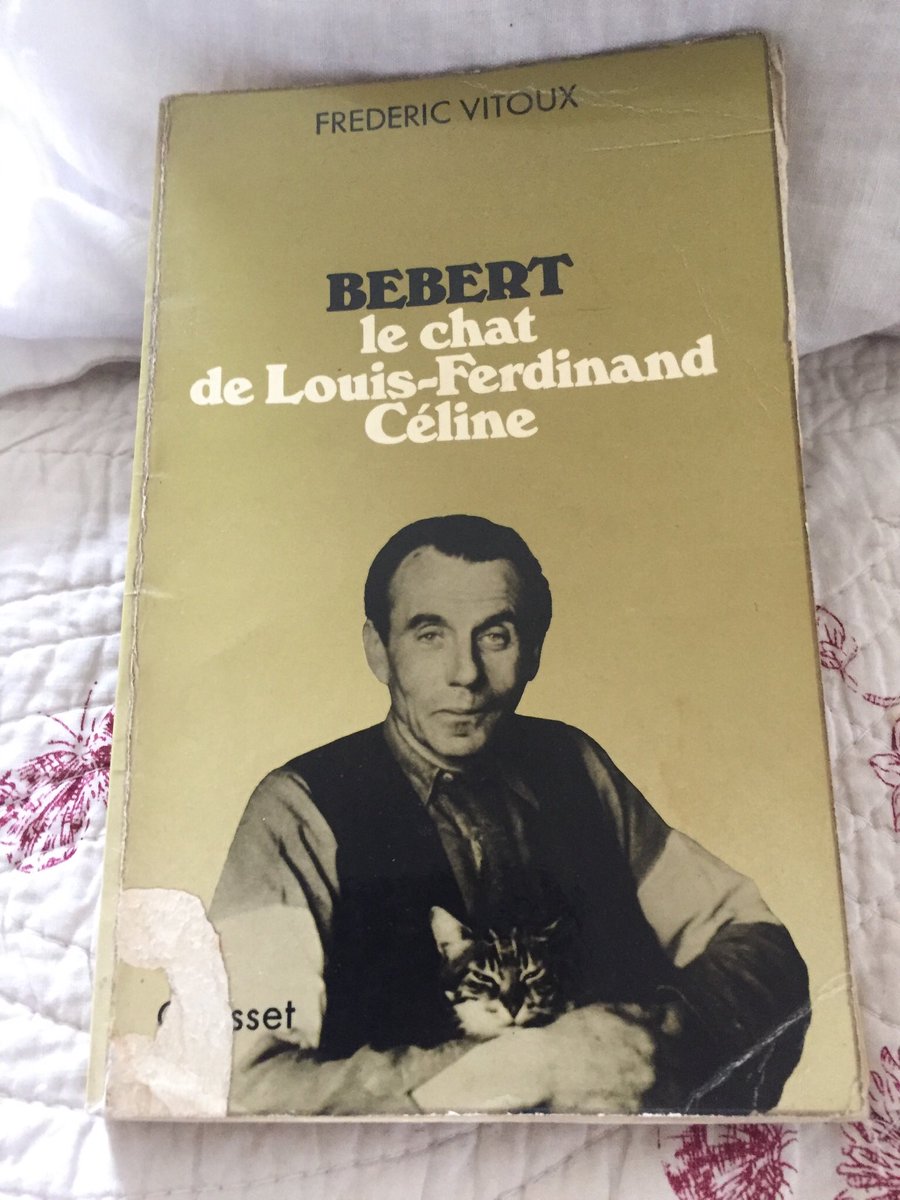 FREDERIC VITOUX
BEBERT
le chat
de Louis-Ferdinand
Céline